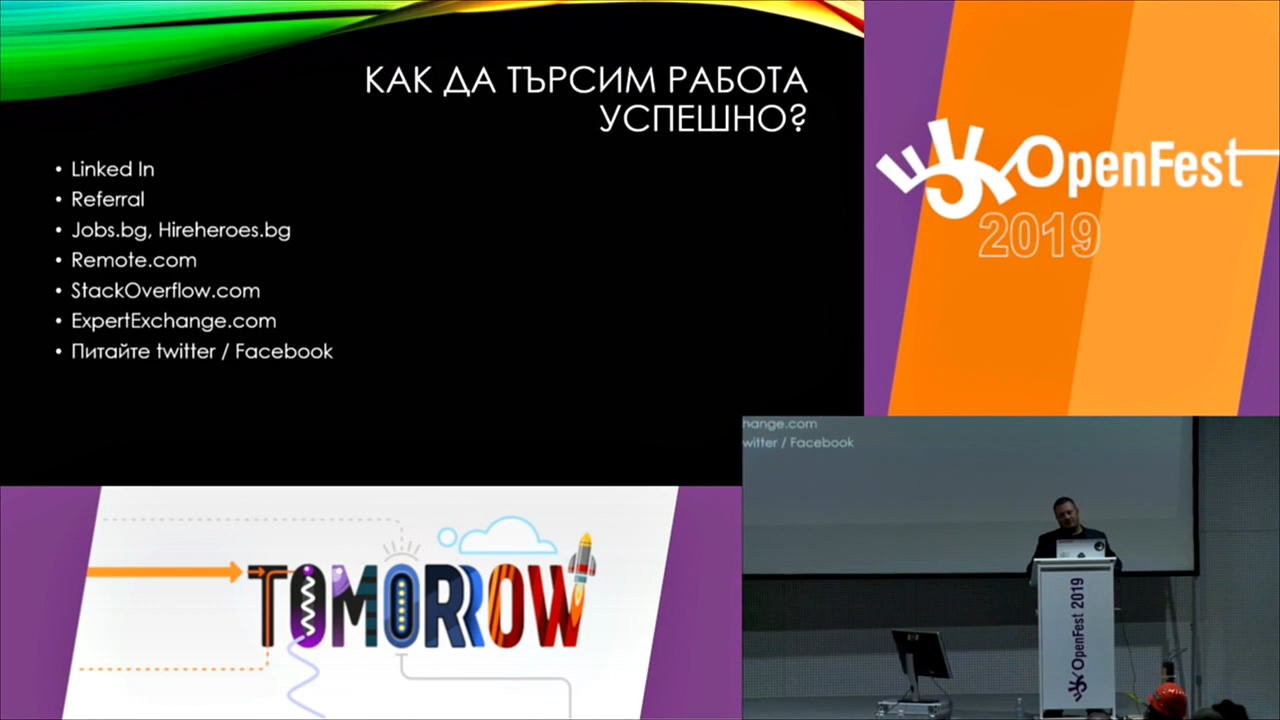 КАК ДА ТЪРСИМ РАБОТА
УСПЕШНО?
• Linked In
• Referral
• Jobs.bg, Hireheroes.bg
• Remote.com
• StackOverflow.com
• ExpertExchange.com
• Питайте twitter / Facebook
OpenFest
2019
hange.com
witter / Facebook
TOMORROW
OpenFest 2019